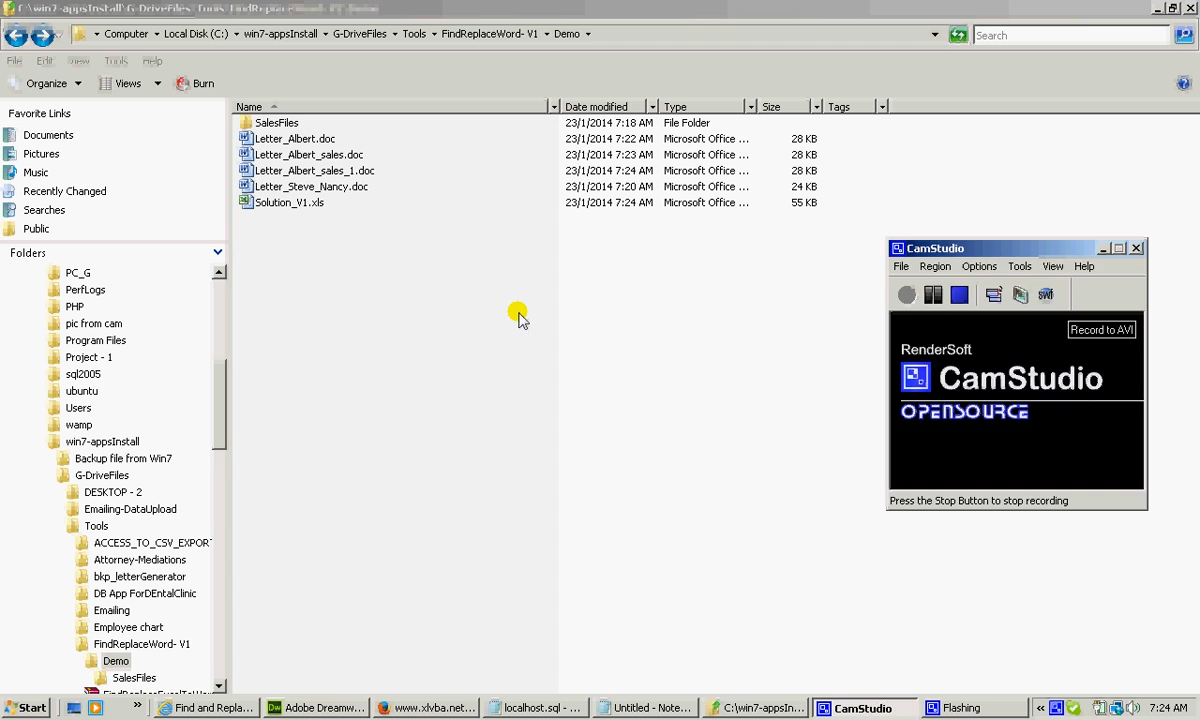 C:\win7-appsInstall\G-DriveFiles\Tools\FindReplace
Computer Local Disk (C:) win7-appsInstall G-DriveFiles Tools FindReplaceWord- V1 Demo
Search
File Edit View Tools Help
Organize Views Burn
Favorite Links
Documents
Pictures
Music
Recently Changed
Searches
Public
Folders
PC_G
PerfLogs
PHP
pic from cam
Program Files
Project - 1
sql2005
ubuntu
Users
wamp
win7-appsInstall
Backup file from Win7
G-DriveFiles
DESKTOP - 2
Emailing-DataUpload
Tools
ACCESS_TO_CSV_EXPORT
Attorney-Mediations
bkp_letterGenerator
DB App ForDEntalClinic
Emailing
Employee chart
FindReplaceWord- V1
Demo
SalesFiles
FindReplaceExcelToWor
Name Date modified Type Size Tags
SalesFiles 23/1/2014 7:18 AM File Folder
Letter_Albert.doc 23/1/2014 7:22 AM Microsoft Office ... 28 KB
Letter_Albert_sales.doc 23/1/2014 7:23 AM Microsoft Office ... 28 KB
Letter_Albert_sales_1.doc 23/1/2014 7:24 AM Microsoft Office ... 28 KB
Letter_Steve_Nancy.doc 23/1/2014 7:20 AM Microsoft Office ... 24 KB
Solution_V1.xls 23/1/2014 7:24 AM Microsoft Office ... 55 KB
CamStudio
File Region Options Tools View Help
SWF
Record to AVI
RenderSoft
CamStudio
OPENSOURCE
Press the Stop Button to stop recording
Start » Find and Repla... Dw Adobe Dreamw... www.xlvba.net... localhost.sql - ... Untitled - Note... C:\win7-appsIn... CamStudio Flashing « 7:24 AM